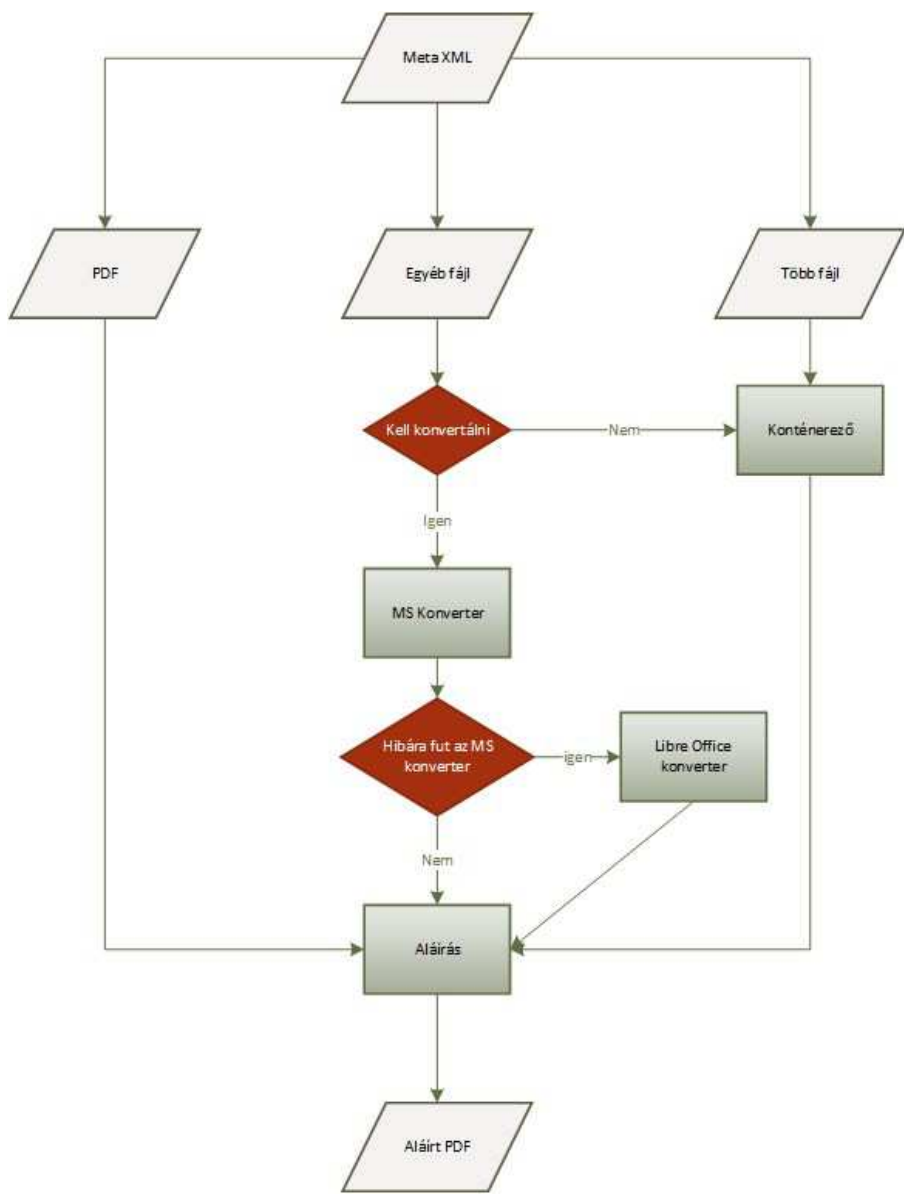 Meta XML
PDF
Egyéb fájl
Több fájl
Kell konvertálni
Nem
Konténerező
Igen
MS Konverter
Hibára fut az MS
konverter
igen
Libre Office
konverter
Nem
Aláírás
Aláírt PDF